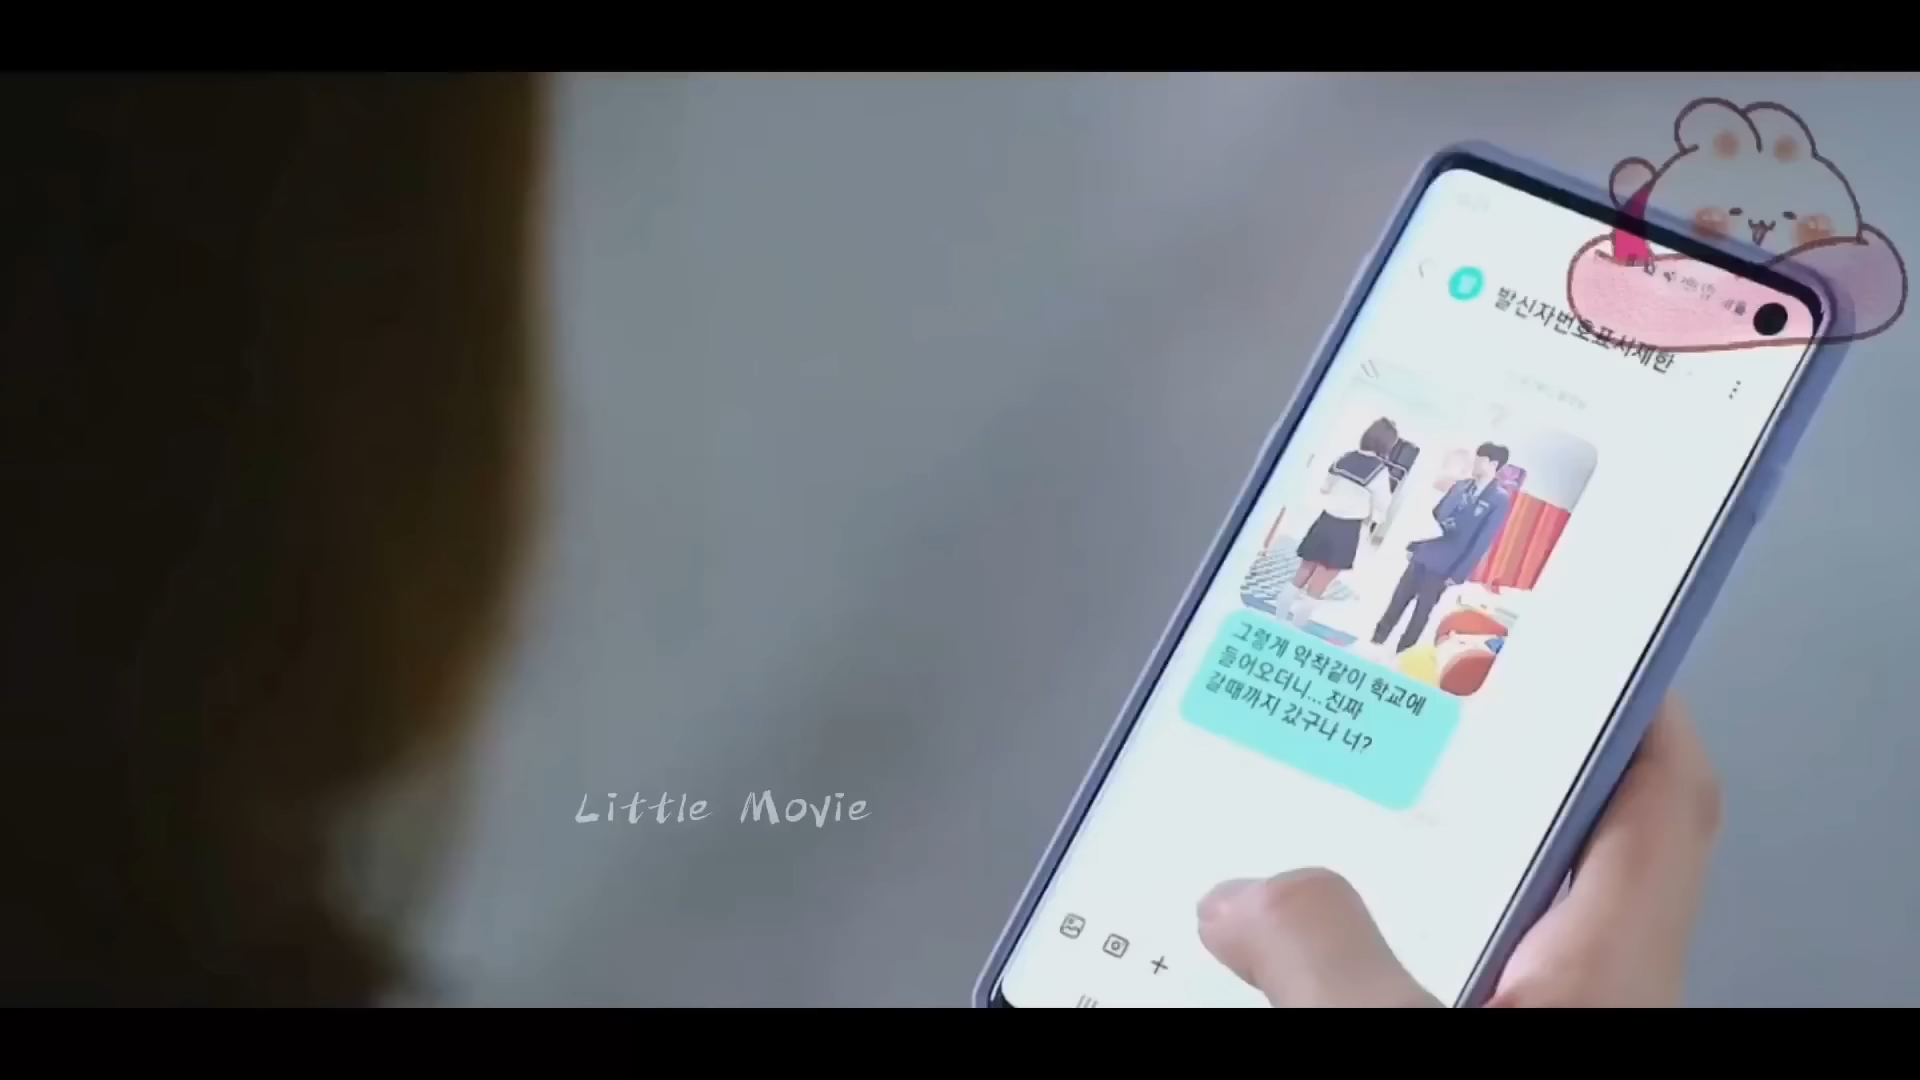 발신자번호표시제한
그렇게 악착같이 학교에
들어오더니...진짜
갈때까지 갔구나 너?
Little Movie